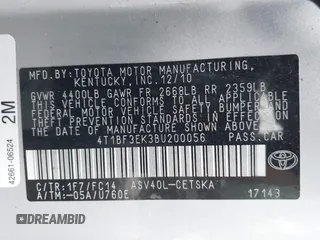 MFD.BY:TOYOTA MOTOR MANUFACTURING,
KENTUCKY, INC. 12/10
GVWR 4400LB GAWR FR 2668LB RR 2359LB
THIS VEHICLE CONFORMS TO ALL APPLICABLE
FEDERAL MOTOR VEHICLE SAFETY, BUMPER, AND
THEFT PREVENTION STANDARDS IN EFFECT ON
THE DATE OF MANUFACTURE SHOWN ABOVE.
4T1BF3EK3BU200056 PASS.CAR
C/TR:1F7/FC14 ASV40L-CETSKA
A/TM:-05A/U760E 17143
TOYOTA
2M
42661-06524
DRIVEBIDWIN